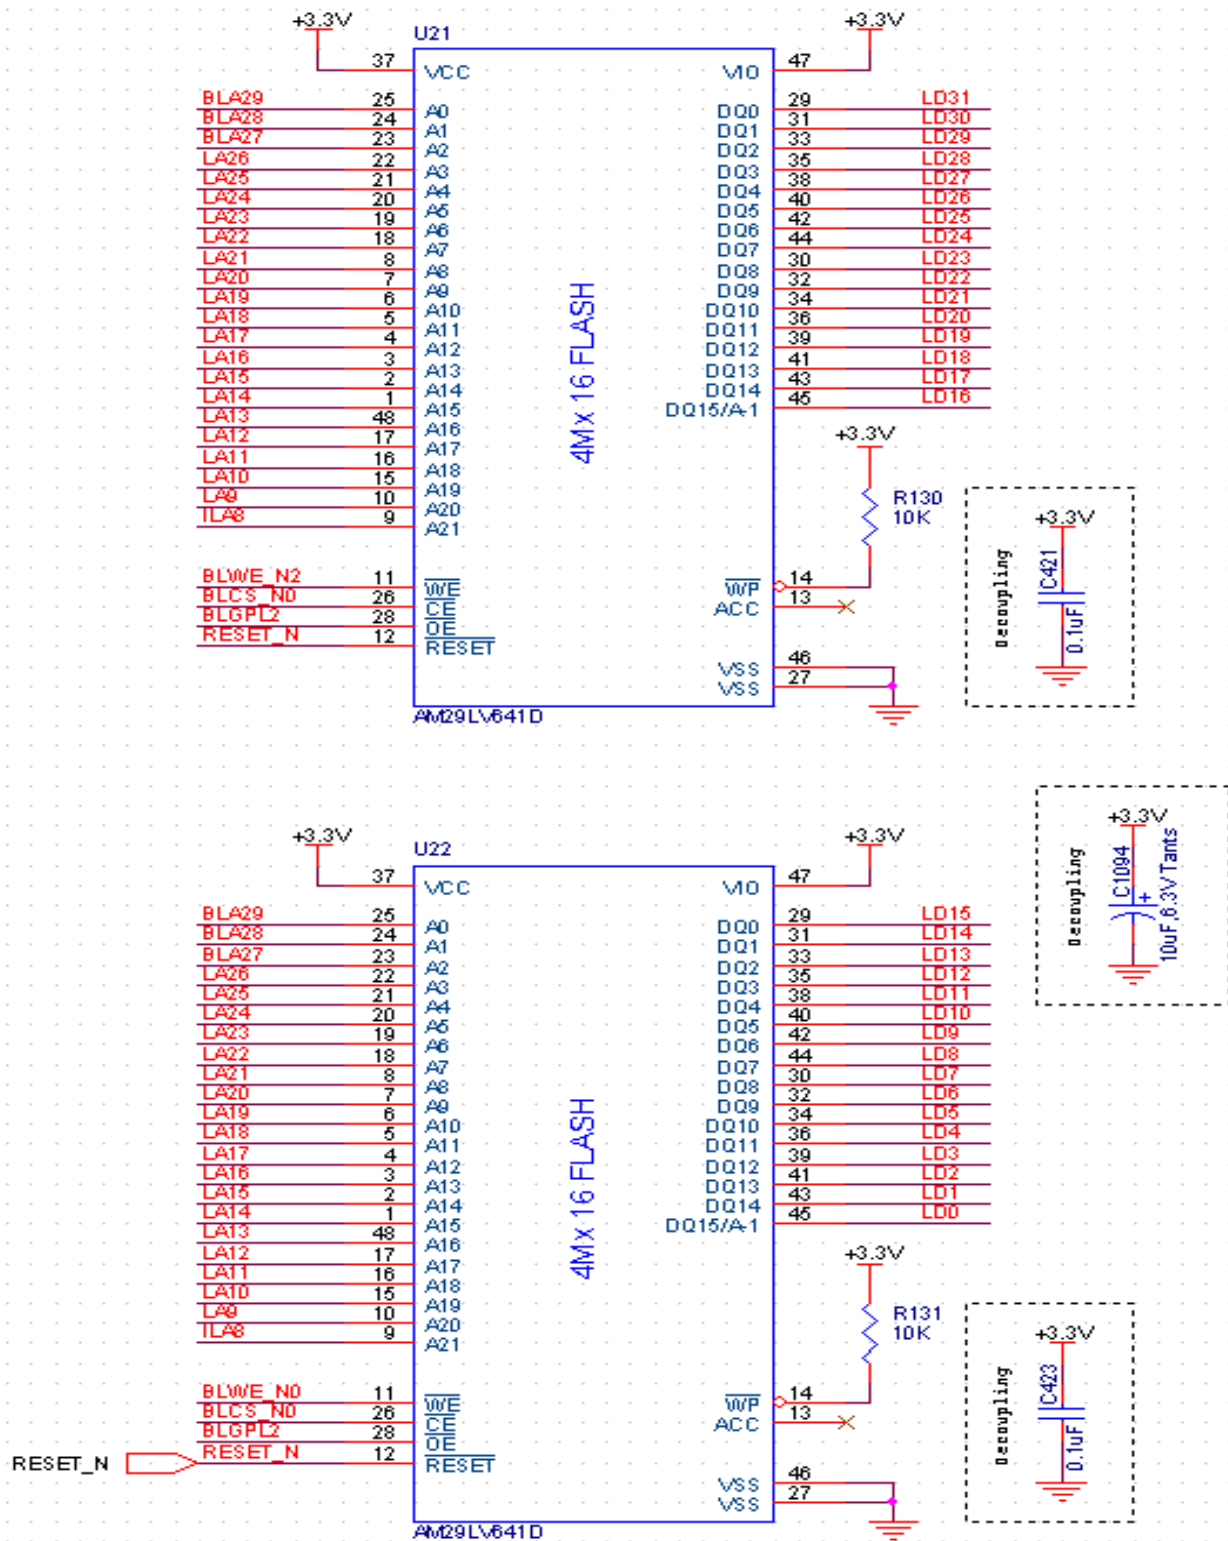 +3.3V +3.3V
U21
37 VCC VIO 47
BLA29 25 A0 DQ0 29 LD31
BLA28 24 A1 DQ1 31 LD30
BLA27 23 A2 DQ2 33 LD29
LA26 22 A3 DQ3 35 LD28
LA25 21 A4 DQ4 38 LD27
LA24 20 A5 DQ5 40 LD26
LA23 19 A6 DQ6 42 LD25
LA22 18 A7 DQ7 44 LD24
LA21 8 A8 DQ8 30 LD23
LA20 7 A9 DQ9 32 LD22
LA19 6 A10 DQ10 34 LD21
LA18 5 A11 DQ11 36 LD20
LA17 4 A12 DQ12 39 LD19
LA16 3 A13 DQ13 41 LD18
LA15 2 A14 DQ14 43 LD17
LA14 1 A15 DQ15/A-1 45 LD16
LA13 48 A16
LA12 17 A17
LA11 16 A18
LA10 15 A19
LA9 10 A20
TLA8 9 A21
4Mx16 FLASH
+3.3V
R130
10K
BLWE_N2 11 WE WP 14
BLCS_N0 26 CE ACC 13
BLGPL2 28 OE
RESET_N 12 RESET
VSS 46
VSS 27
AM29LV641D
Decoupling
+3.3V
C421
0.1uF
Decoupling
+3.3V
C1094
+
10uF,6.3V Tants
+3.3V +3.3V
U22
37 VCC VIO 47
BLA29 25 A0 DQ0 29 LD15
BLA28 24 A1 DQ1 31 LD14
BLA27 23 A2 DQ2 33 LD13
LA26 22 A3 DQ3 35 LD12
LA25 21 A4 DQ4 38 LD11
LA24 20 A5 DQ5 40 LD10
LA23 19 A6 DQ6 42 LD9
LA22 18 A7 DQ7 44 LD8
LA21 8 A8 DQ8 30 LD7
LA20 7 A9 DQ9 32 LD6
LA19 6 A10 DQ10 34 LD5
LA18 5 A11 DQ11 36 LD4
LA17 4 A12 DQ12 39 LD3
LA16 3 A13 DQ13 41 LD2
LA15 2 A14 DQ14 43 LD1
LA14 1 A15 DQ15/A-1 45 LD0
LA13 48 A16
LA12 17 A17
LA11 16 A18
LA10 15 A19
LA9 10 A20
TLA8 9 A21
4Mx16 FLASH
+3.3V
R131
10K
BLWE_N0 11 WE WP 14
BLCS_N0 26 CE ACC 13
BLGPL2 28 OE
RESET_N RESET_N 12 RESET
VSS 46
VSS 27
AM29LV641D
Decoupling
+3.3V
C423
0.1uF